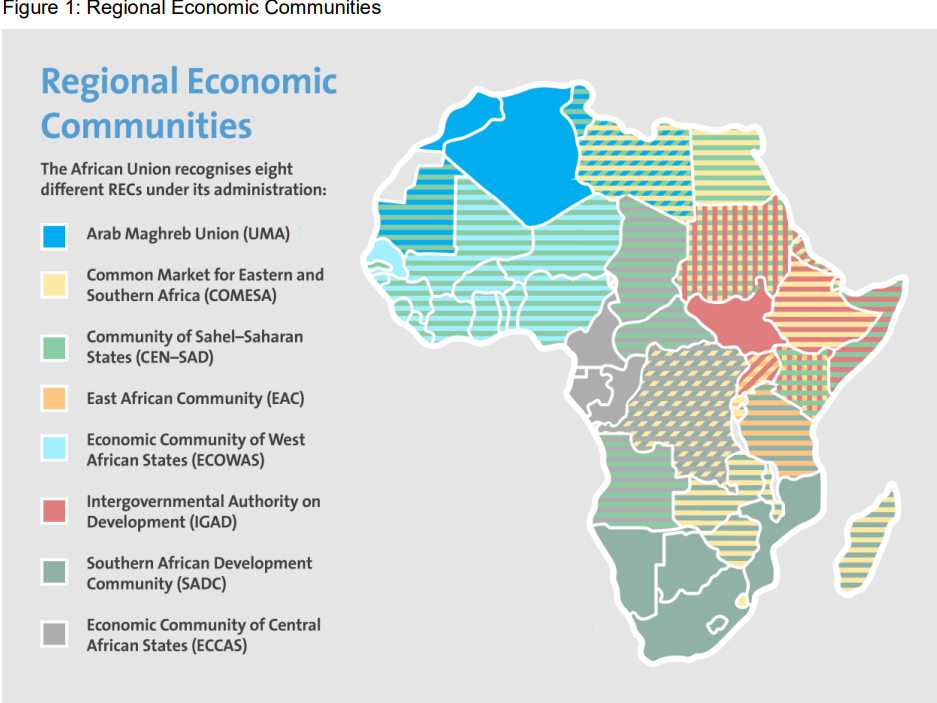 Figure 1: Regional Economic Communities
Regional Economic
Communities
The African Union recognises eight
different RECs under its administration:
Arab Maghreb Union (UMA)
Common Market for Eastern and
Southern Africa (COMESA)
Community of Sahel–Saharan
States (CEN–SAD)
East African Community (EAC)
Economic Community of West
African States (ECOWAS)
Intergovernmental Authority on
Development (IGAD)
Southern African Development
Community (SADC)
Economic Community of Central
African States (ECCAS)